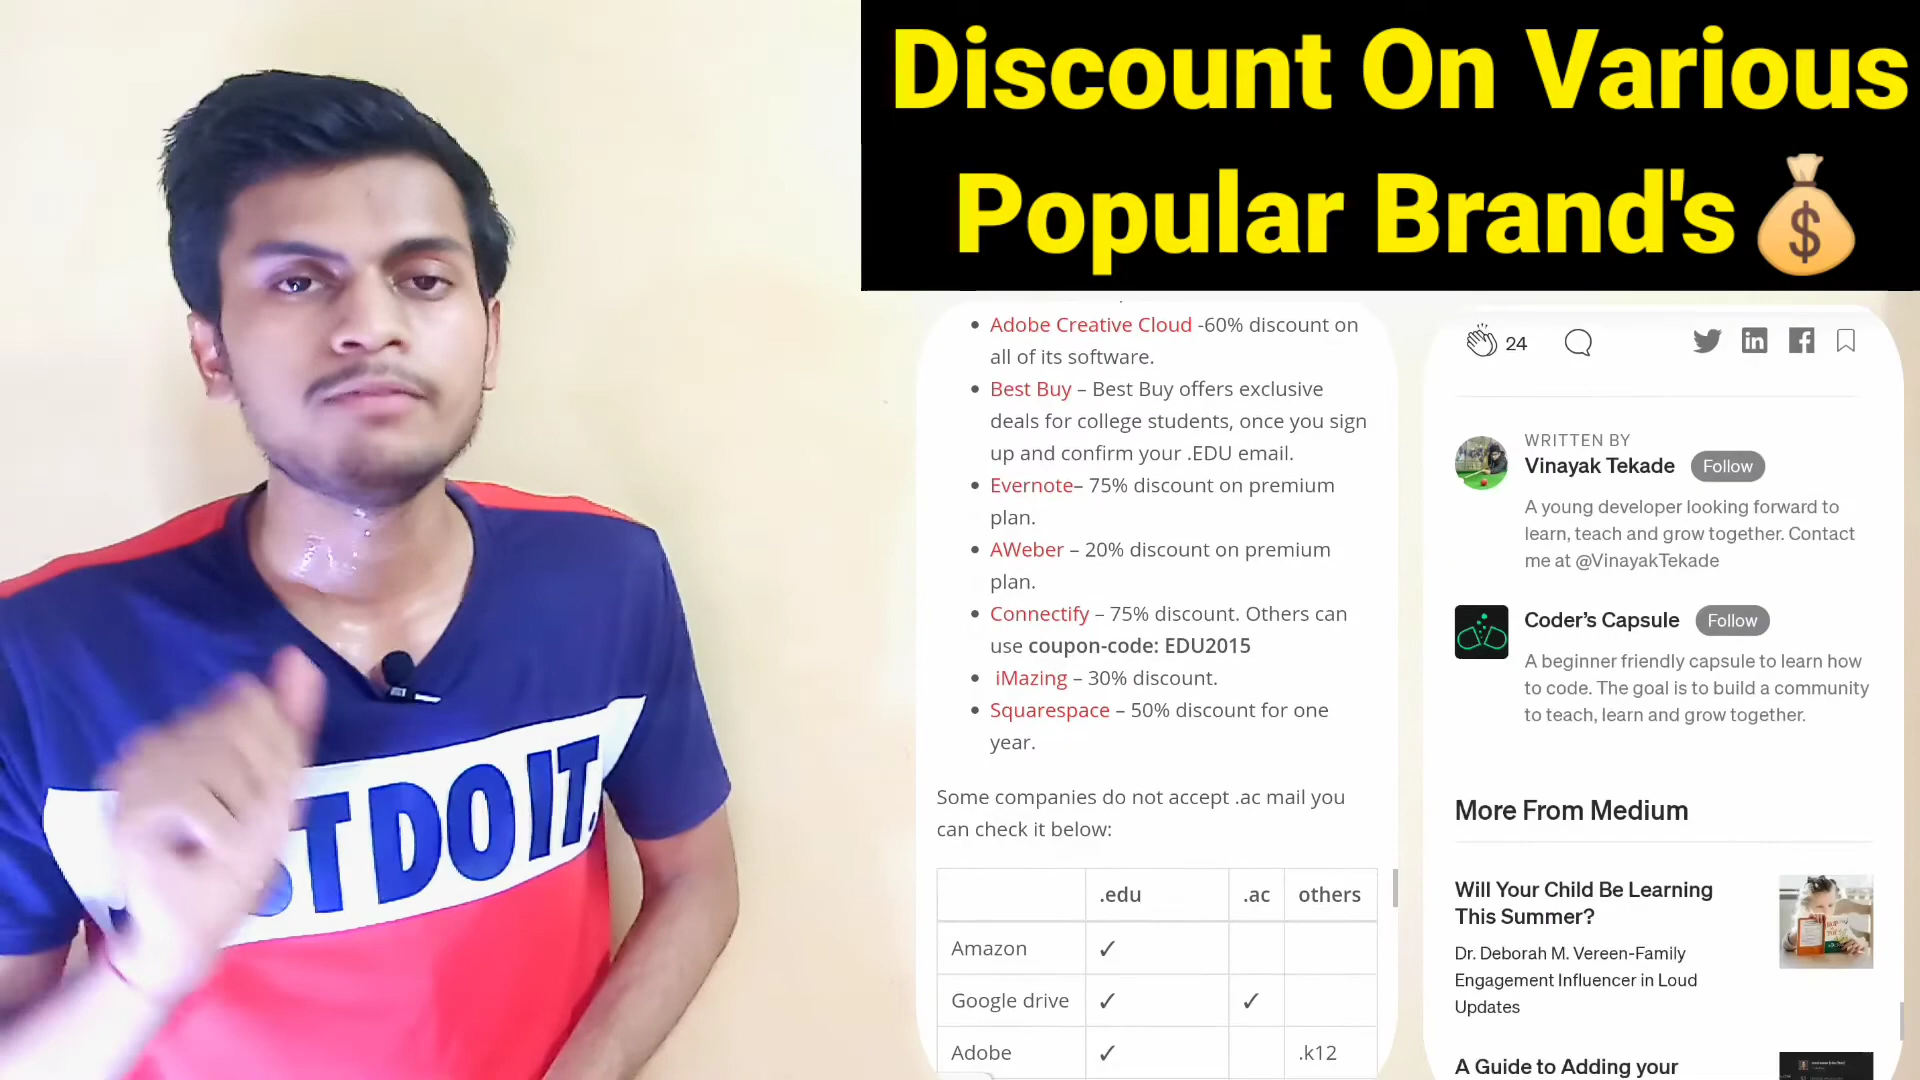 Discount On Various
Popular Brand's
Adobe Creative Cloud -60% discount on
all of its software.
Best Buy – Best Buy offers exclusive
deals for college students, once you sign
up and confirm your .EDU email.
Evernote– 75% discount on premium
plan.
AWeber – 20% discount on premium
plan.
Connectify – 75% discount. Others can
use coupon-code: EDU2015
iMazing – 30% discount.
Squarespace – 50% discount for one
year.
Some companies do not accept .ac mail you
can check it below:
.edu .ac others
Amazon ✓
Google drive ✓ ✓
Adobe ✓ .k12
24
WRITTEN BY
Vinayak Tekade Follow
A young developer looking forward to
learn, teach and grow together. Contact
me at @VinayakTekade
Coder's Capsule Follow
A beginner friendly capsule to learn how
to code. The goal is to build a community
to teach, learn and grow together.
More From Medium
Will Your Child Be Learning
This Summer?
Dr. Deborah M. Vereen-Family
Engagement Influencer in Loud
Updates
A Guide to Adding your
DO IT.